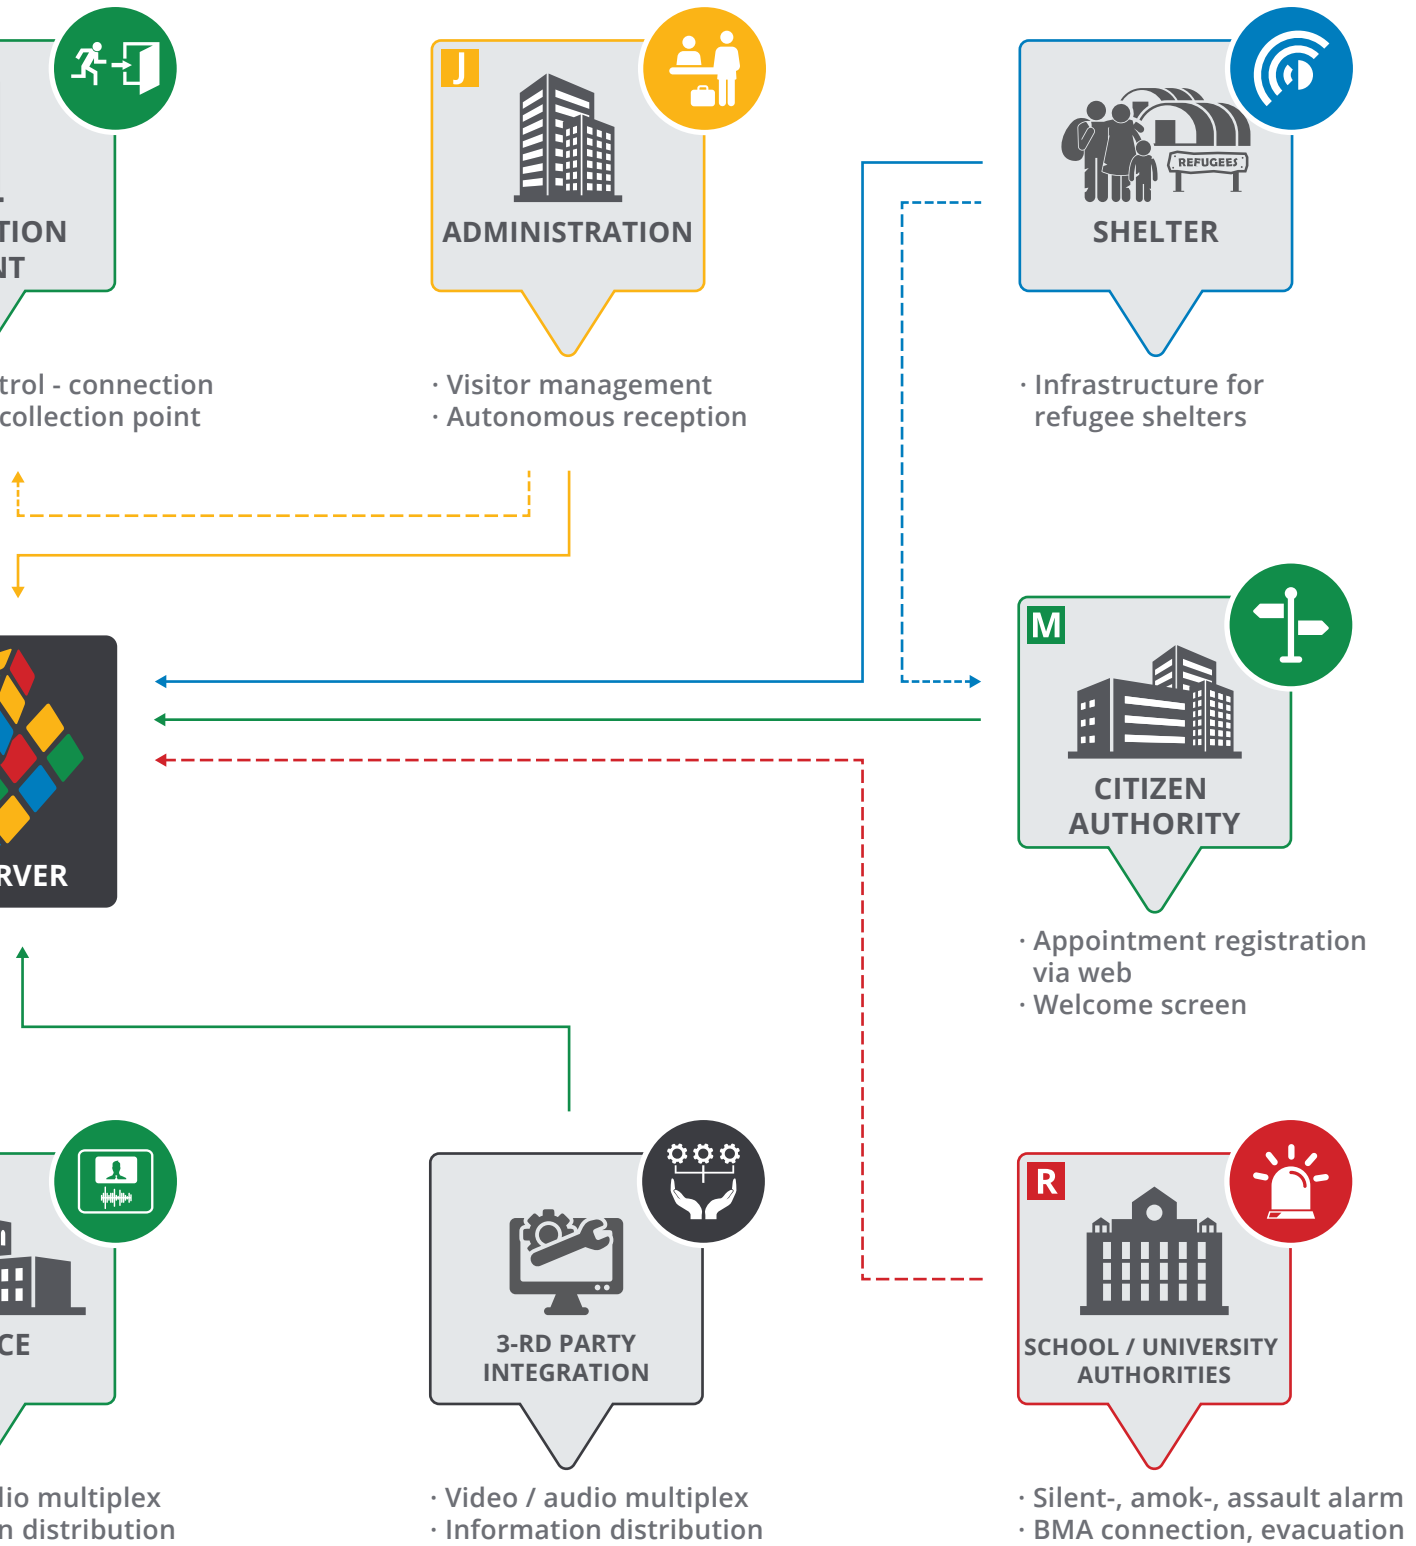 J
REFUGEES
TION
NT
ADMINISTRATION
SHELTER
trol - connection
collection point
· Visitor management
· Autonomous reception
· Infrastructure for
refugee shelters
M
CITIZEN
AUTHORITY
RVER
· Appointment registration
via web
· Welcome screen
R
CE
3-RD PARTY
INTEGRATION
SCHOOL / UNIVERSITY
AUTHORITIES
dio multiplex
n distribution
· Video / audio multiplex
· Information distribution
· Silent-, amok-, assault alarm
· BMA connection, evacuation